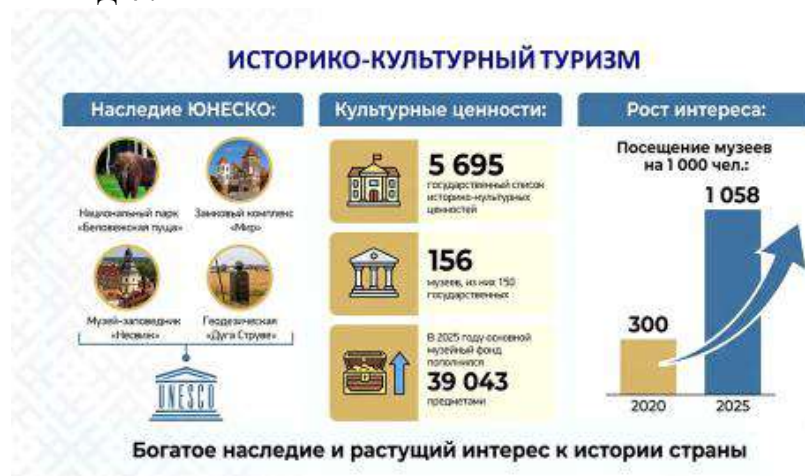 ИСТОРИКО-КУЛЬТУРНЫЙ ТУРИЗМ
Наследие ЮНЕСКО:
Национальный парк
«Беловежская пуща»
Замковый комплекс
«Мир»
Музей-заповедник
«Несвиж»
Геодезическая
«Дуга Струве»
UNESCO
Культурные ценности:
5 695
государственный список
историко-культурных
ценностей
156
музеев, из них 150
государственных
В 2025 году основной
музейный фонд
пополнился
39 043
предметами
Рост интереса:
Посещение музеев
на 1 000 чел.:
1 058
300
2020
2025
Богатое наследие и растущий интерес к истории страны